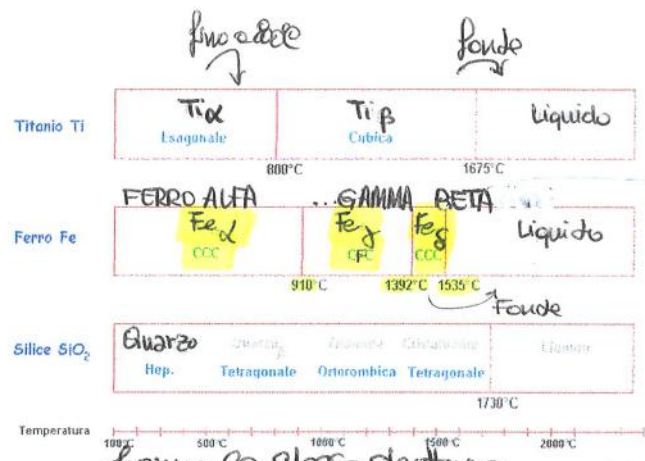 fino a 800°C
fonde
Titanio Ti
Tiα
Esagonale
Tiβ
Cubica
Liquido
800°C
1675°C
FERRO ALFA
...GAMMA
BETA
Ferro Fe
Feα
CCC
Feγ
CFC
Feδ
CCC
Liquido
910°C
1392°C
1535°C
Fonde
Silice SiO₂
Quarzo
Hep.
Tetragonale
Ortorombica
Tetragonale
1730°C
Temperatura
100°C
500°C
1000°C
1500°C
2000°C